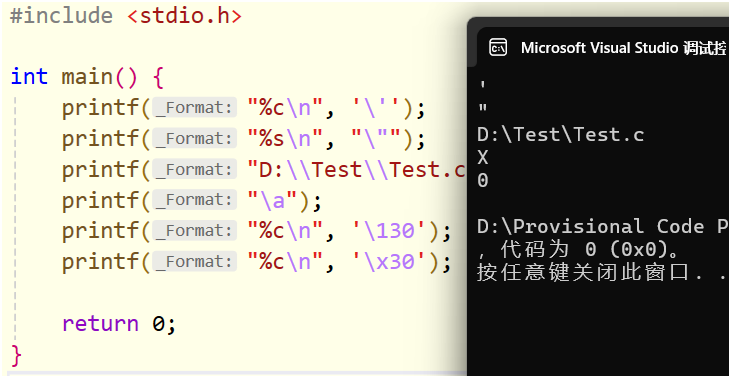 #include <stdio.h>
int main() {
printf(_Format: "%c\n", '\'');
printf(_Format: "%s\n", "\"");
printf(_Format: "D:\\Test\\Test.c
printf(_Format: "\a");
printf(_Format: "%c\n", '\130');
printf(_Format: "%c\n", '\x30');
return 0;
}
Microsoft Visual Studio 调试控
'
"
D:\Test\Test.c
X
0
D:\Provisional Code P
,代码为 0 (0x0)。
按任意键关闭此窗口. .